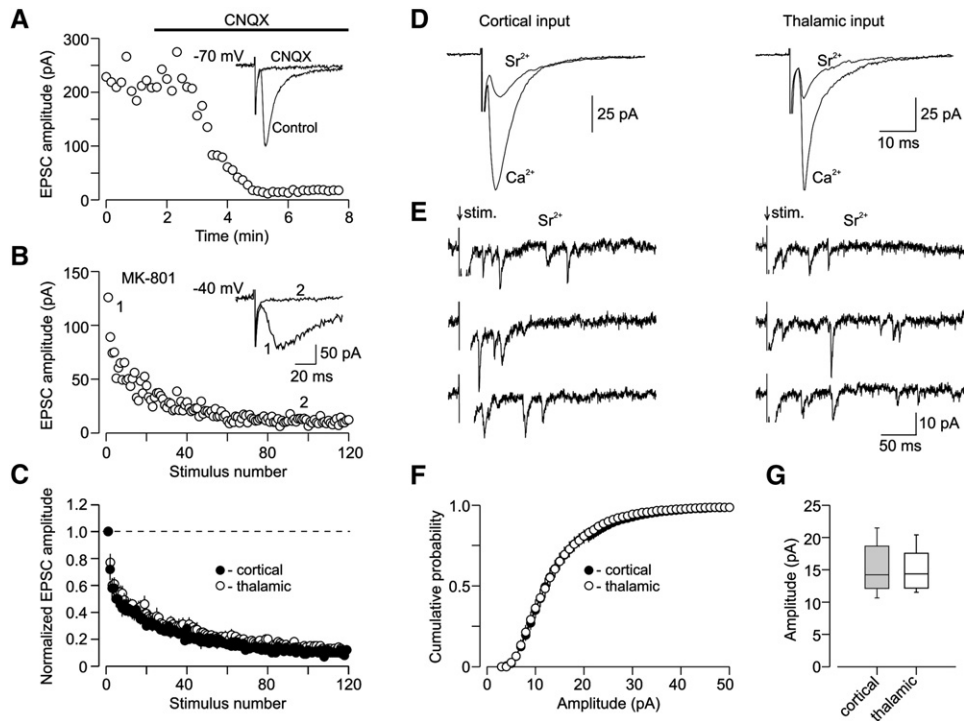 A
CNQX
300
200
100
0
EPSC amplitude (pA)
-70 mV
CNQX
Control
0 2 4 6 8
Time (min)
B
MK-801
150
100
50
0
EPSC amplitude (pA)
1
2
-40 mV
2
1
50 pA
20 ms
0 40 80 120
Stimulus number
C
1.2
1.0
0.8
0.6
0.4
0.2
0
Normalized EPSC amplitude
- cortical
- thalamic
0 40 80 120
Stimulus number
D
Cortical input
Sr2+
Ca2+
25 pA
Thalamic input
Sr2+
Ca2+
25 pA
10 ms
E
stim.
Sr2+
stim.
Sr2+
10 pA
50 ms
F
1.0
0.5
0
Cumulative probability
- cortical
- thalamic
0 10 20 30 40 50
Amplitude (pA)
G
25
20
15
10
5
0
Amplitude (pA)
cortical
thalamic